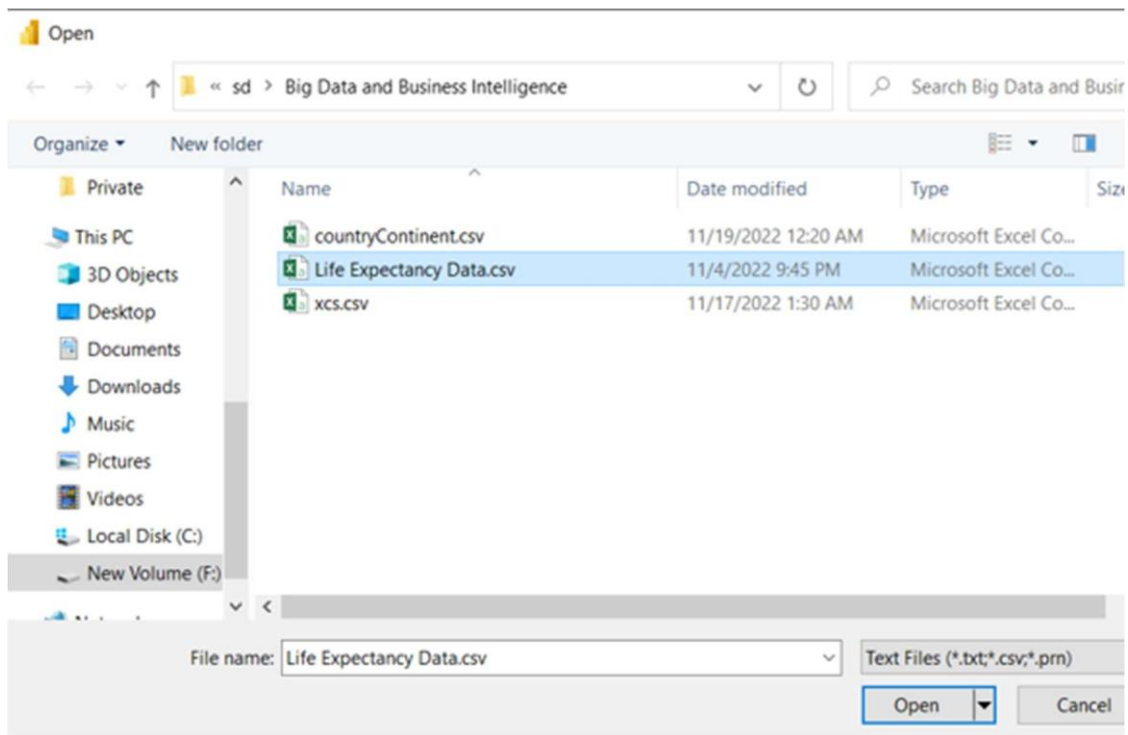 Open
« sd > Big Data and Business Intelligence
Search Big Data and Busin
Organize
New folder
Private
This PC
3D Objects
Desktop
Documents
Downloads
Music
Pictures
Videos
Local Disk (C:)
New Volume (F:)
Name Date modified Type Size
countryContinent.csv 11/19/2022 12:20 AM Microsoft Excel Co...
Life Expectancy Data.csv 11/4/2022 9:45 PM Microsoft Excel Co...
xcs.csv 11/17/2022 1:30 AM Microsoft Excel Co...
File name: Life Expectancy Data.csv
Text Files (*.txt;*.csv;*.prn)
Open Cancel